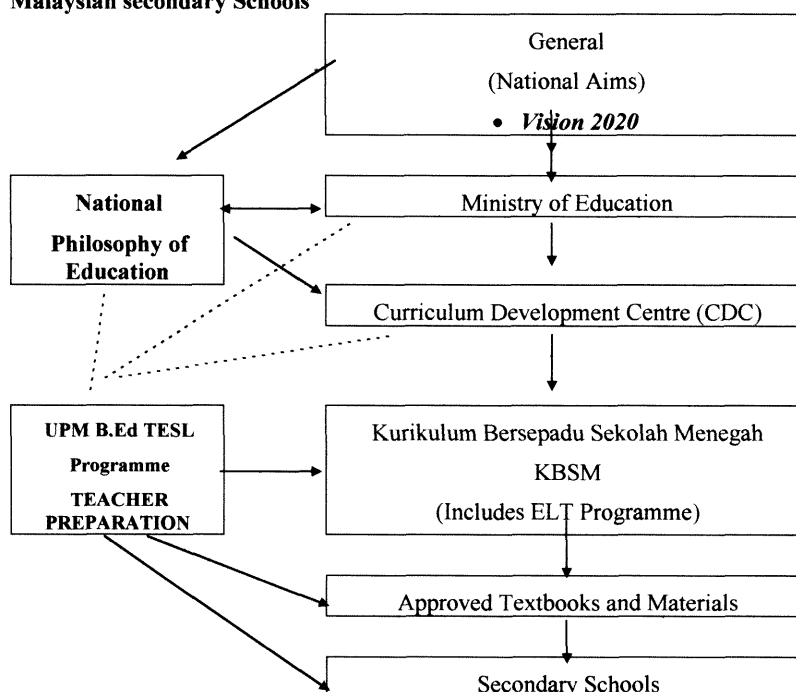 Malaysian secondary Schools
General
(National Aims)
• Vision 2020
National
Philosophy of
Education
Ministry of Education
Curriculum Development Centre (CDC)
UPM B.Ed TESL
Programme
TEACHER
PREPARATION
Kurikulum Bersepadu Sekolah Menegah
KBSM
(Includes ELT Programme)
Approved Textbooks and Materials
Secondary Schools